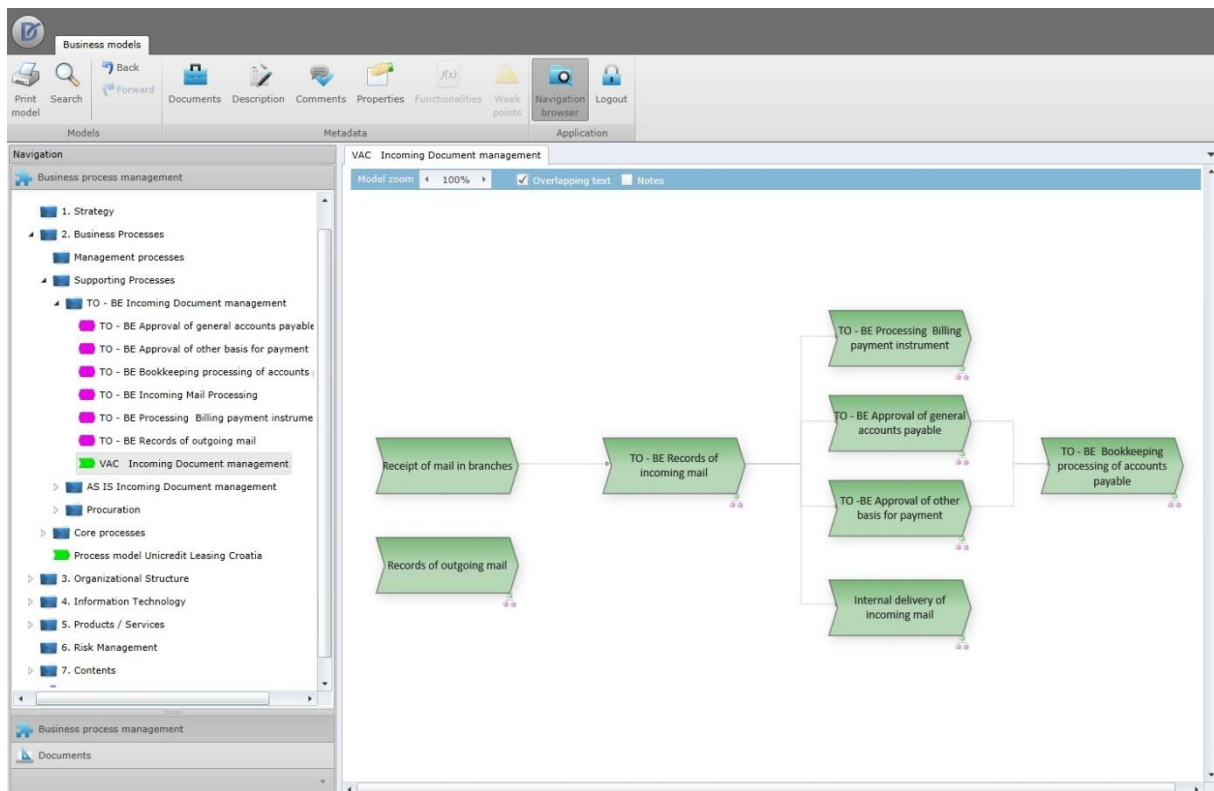 Business models
Back
Forward
Print
model
Search
Documents
Description
Comments
Properties
f(x)
Functionalities
Weak
points
Navigation
browser
Logout
Models
Metadata
Application
Navigation
Business process management
1. Strategy
2. Business Processes
Management processes
Supporting Processes
TO - BE Incoming Document management
TO - BE Approval of general accounts payable
TO - BE Approval of other basis for payment
TO - BE Bookkeeping processing of accounts
TO - BE Incoming Mail Processing
TO - BE Processing  Billing payment instrume
TO - BE Records of outgoing mail
VAC   Incoming Document management
AS IS Incoming Document management
Procuration
Core processes
Process model Unicredit Leasing Croatia
3. Organizational Structure
4. Information Technology
5. Products / Services
6. Risk Management
7. Contents
Business process management
Documents
VAC   Incoming Document management
Model zoom 100% Overlapping text Notes
Receipt of mail in branches
Records of outgoing mail
TO - BE Records of
incoming mail
TO - BE Processing  Billing
payment instrument
TO - BE Approval of general
accounts payable
TO -BE Approval of other
basis for payment
Internal delivery of
incoming mail
TO - BE  Bookkeeping
processing of accounts
payable